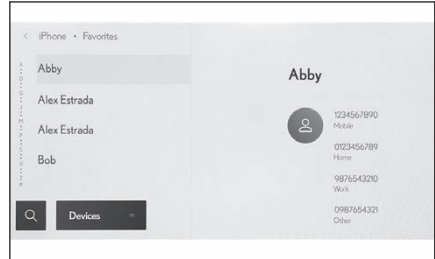 iPhone • Favorites
Abby
Alex Estrada
Alex Estrada
Bob
Devices
Abby
1234567890
Mobile
0123456789
Home
9876543210
Work
0987654321
Other